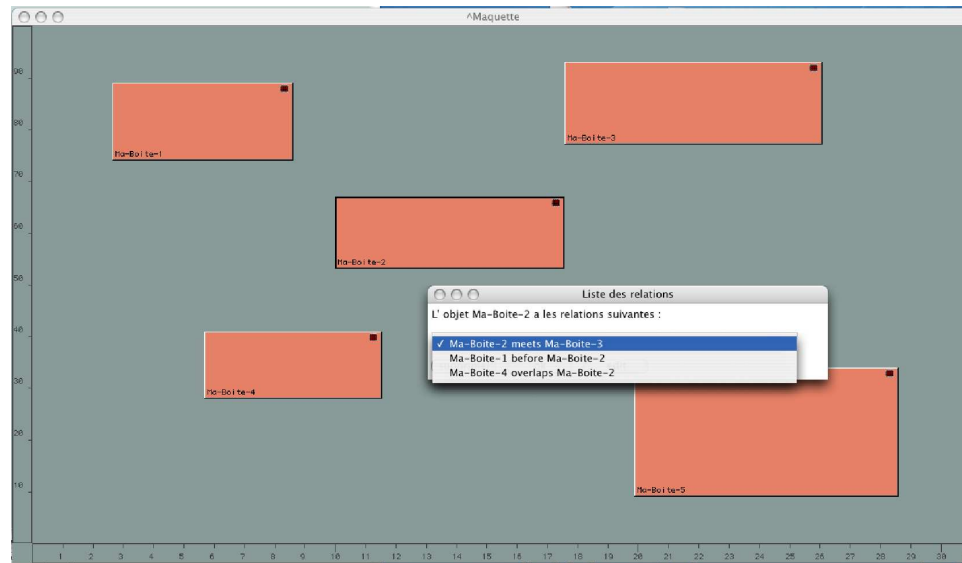 ^Maquette
90
80
70
60
50
40
30
20
10
Ma-Boite-1
Ma-Boite-3
Ma-Boite-2
Liste des relations
L' objet Ma-Boite-2 a les relations suivantes :
✓ Ma-Boite-2 meets Ma-Boite-3
Ma-Boite-1 before Ma-Boite-2
Ma-Boite-4 overlaps Ma-Boite-2
Ma-Boite-4
Ma-Boite-5
1 2 3 4 5 6 7 8 9 10 11 12 13 14 15 16 17 18 19 20 21 22 23 24 25 26 27 28 29 30